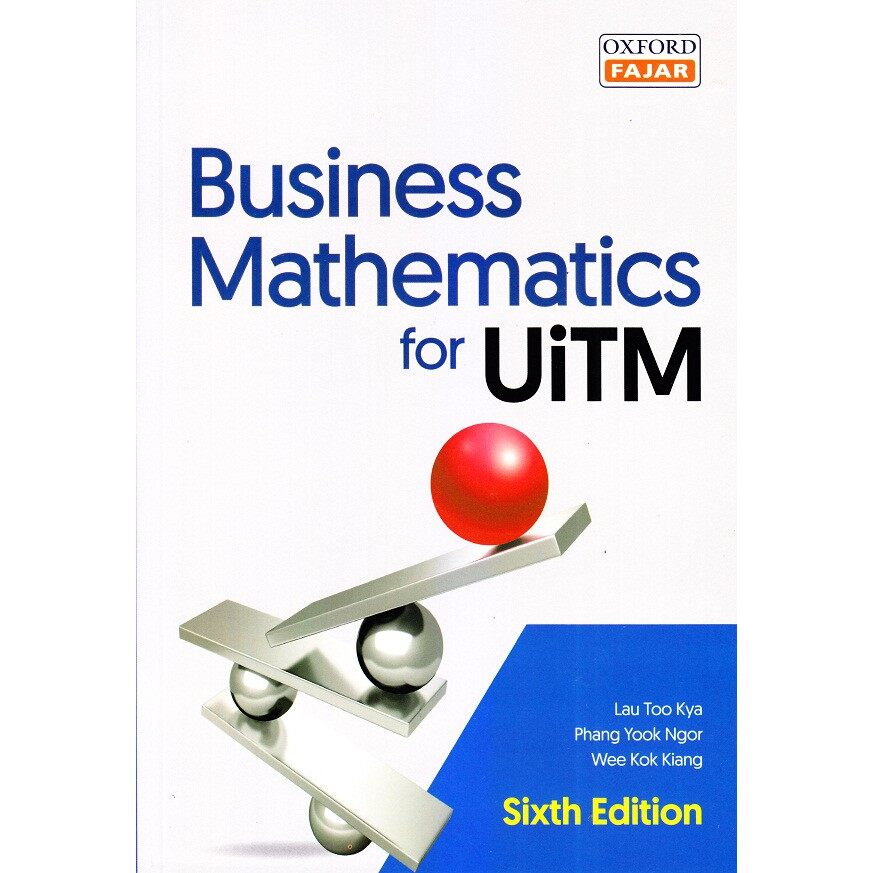 OXFORD
FAJAR
Business
Mathematics
for UiTM
Lau Too Kya
Phang Yook Ngor
Wee Kok Kiang
Sixth Edition